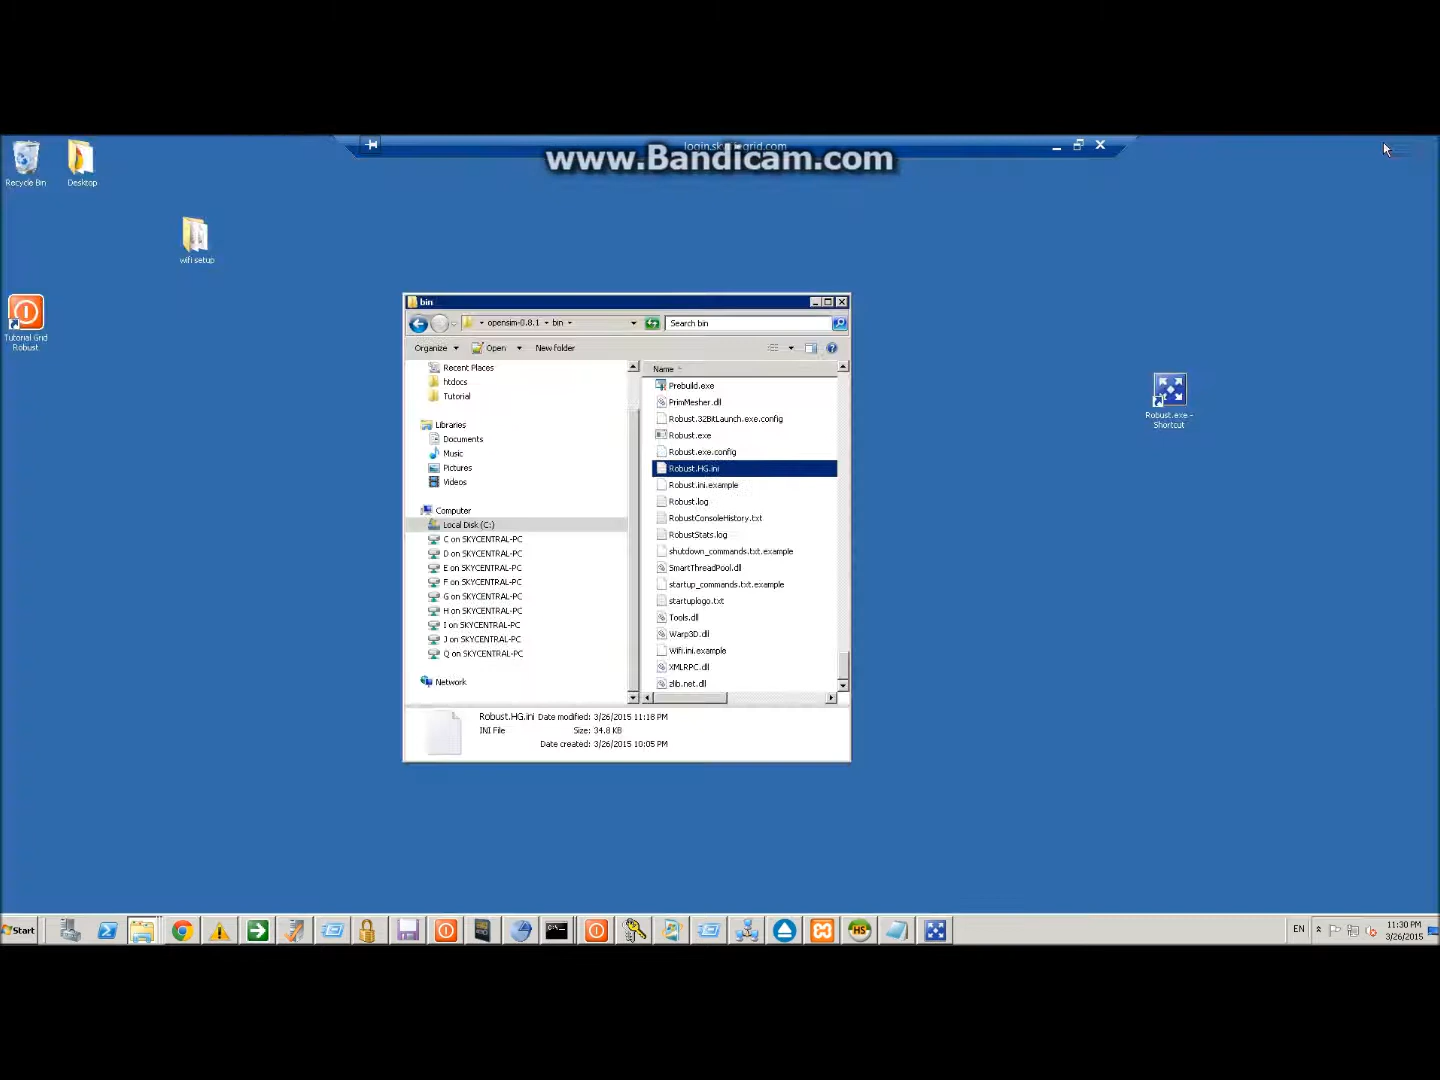 www.Bandicam.com
Recycle Bin
Desktop
wifi setup
Tutorial Grid
Robust
Robust.exe -
Shortcut
bin
opensim-0.8.1
bin
Search bin
Organize
Open
New folder
Recent Places
htdocs
Tutorial
Libraries
Documents
Music
Pictures
Videos
Computer
Local Disk (C:)
C on SKYCENTRAL-PC
D on SKYCENTRAL-PC
E on SKYCENTRAL-PC
F on SKYCENTRAL-PC
G on SKYCENTRAL-PC
H on SKYCENTRAL-PC
I on SKYCENTRAL-PC
J on SKYCENTRAL-PC
Q on SKYCENTRAL-PC
Network
Name
Prebuild.exe
PrimMesher.dll
Robust.32BitLaunch.exe.config
Robust.exe
Robust.exe.config
Robust.HG.ini
Robust.ini.example
Robust.log
RobustConsoleHistory.txt
RobustStats.log
shutdown_commands.txt.example
SmartThreadPool.dll
startup_commands.txt.example
startuplogo.txt
Tools.dll
Warp3D.dll
Wifi.ini.example
XMLRPC.dll
zlib.net.dll
Robust.HG.ini Date modified: 3/26/2015 11:18 PM
INI File Size: 34.8 KB
Date created: 3/26/2015 10:05 PM
Start
HS
EN
11:30 PM
3/26/2015